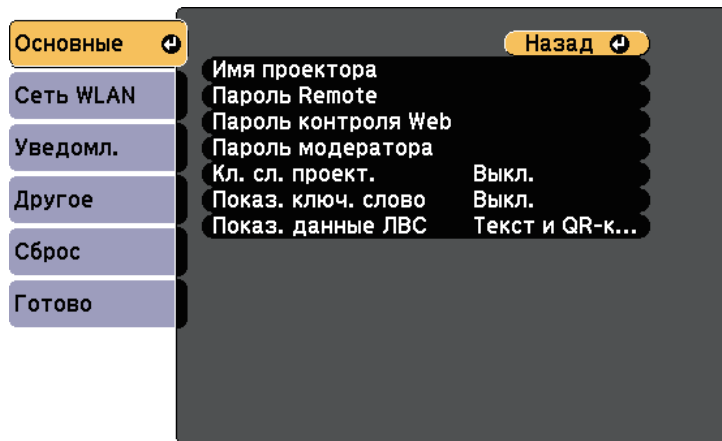 Основные
Сеть WLAN
Уведомл.
Другое
Сброс
Готово
Назад
Имя проектора
Пароль Remote
Пароль контроля Web
Пароль модератора
Кл. сл. проект. Выкл.
Показ. ключ. слово Выкл.
Показ. данные ЛВС Текст и QR-к...